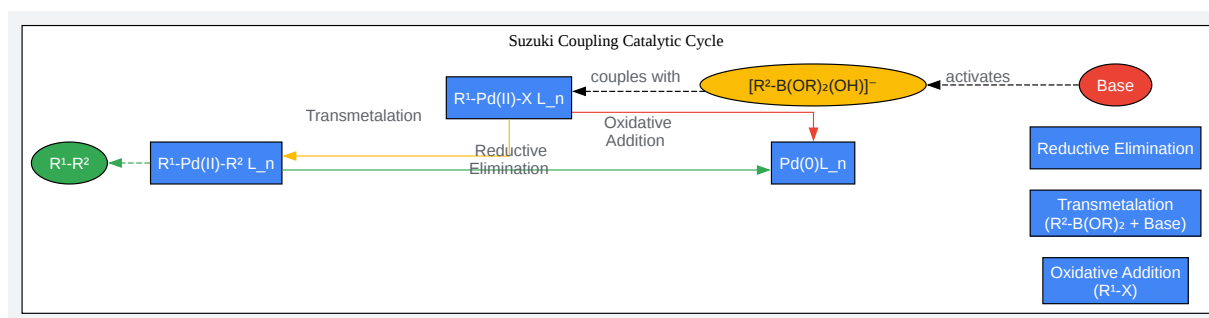 Suzuki Coupling Catalytic Cycle
R¹-Pd(II)-X L_n
couples with
[R²-B(OR)₂(OH)]⁻
activates
Base
Transmetalation
Oxidative
Addition
R¹-R²
R¹-Pd(II)-R² L_n
Reductive
Elimination
Pd(0)L_n
Reductive Elimination
Transmetalation
(R²-B(OR)₂ + Base)
Oxidative Addition
(R¹-X)